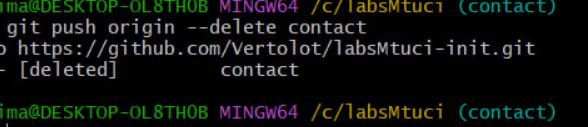 ima@DESKTOP-OL8TH0B MINGW64 /c/labsMtuci (contact)
git push origin --delete contact
o https://github.com/Vertolot/labsMtuci-init.git
- [deleted] contact
ima@DESKTOP-OL8TH0B MINGW64 /c/labsMtuci (contact)